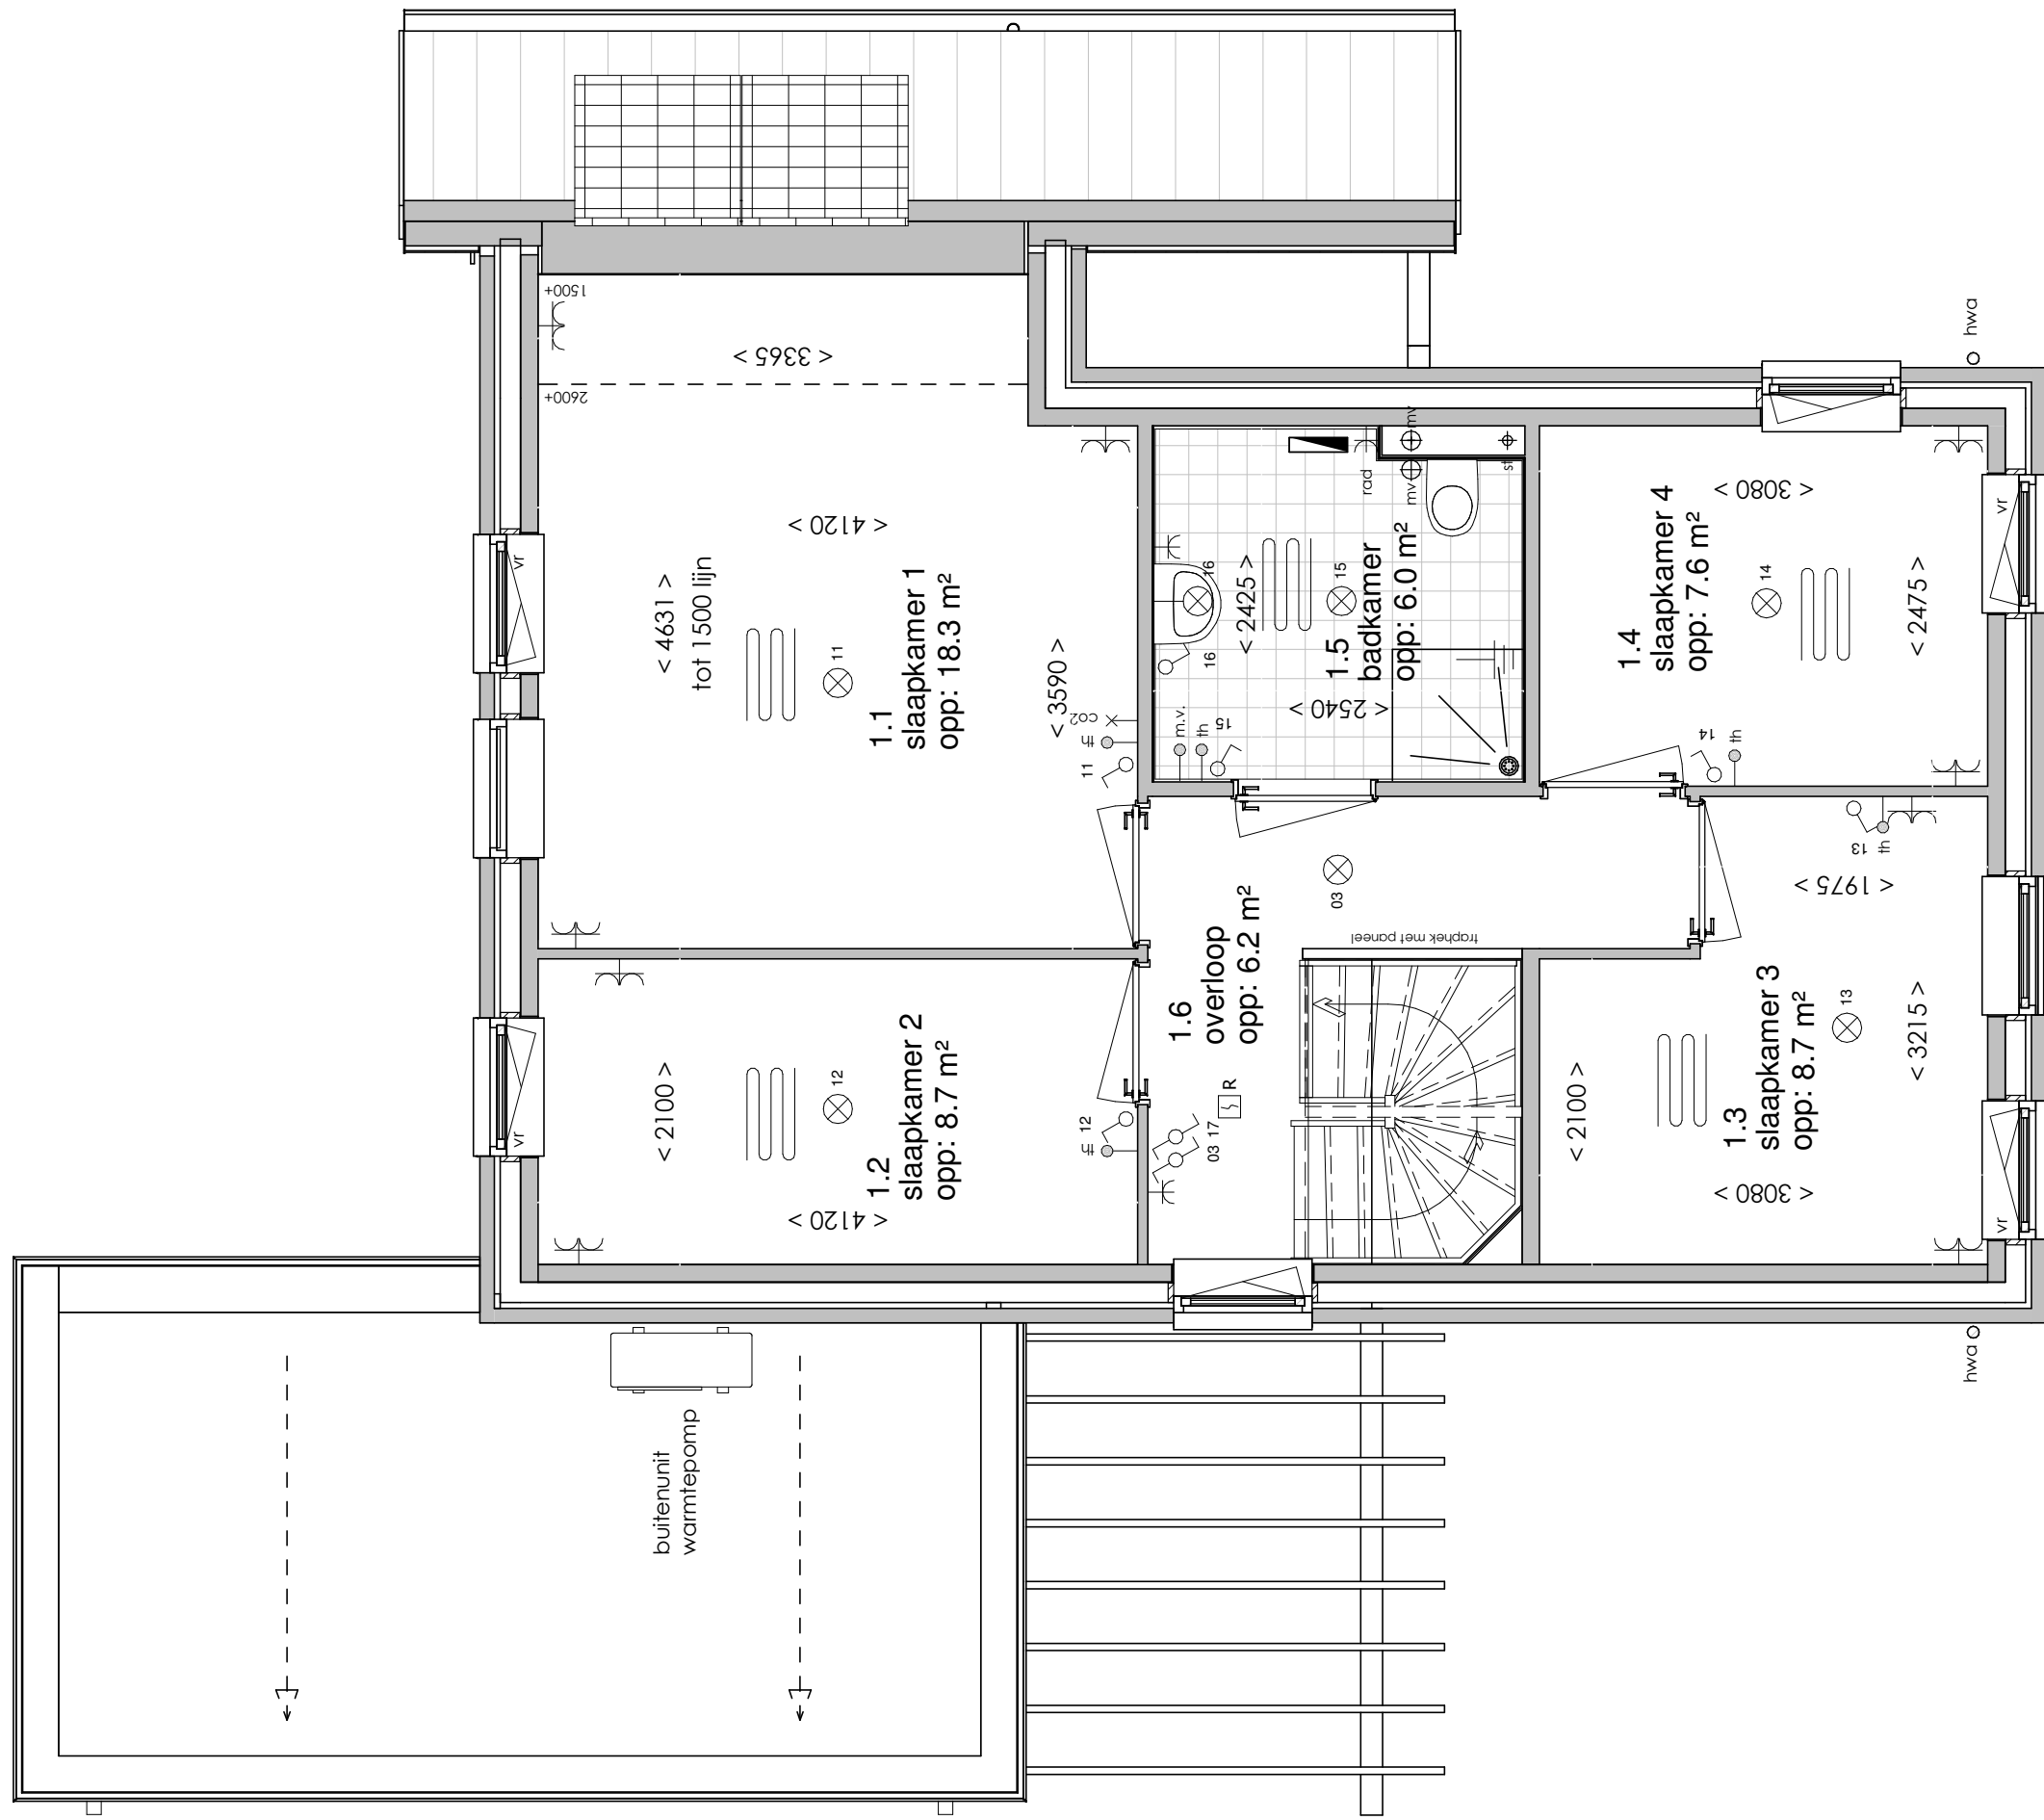 1500+
2600+
< 3365 >
< 4120 >
< 4631 >
tot 1500 lijn
vr
11
1.1
slaapkamer 1
opp: 18.3 m²
< 3590 >
co2
th
11
vr
< 2100 >
12
1.2
slaapkamer 2
opp: 8.7 m²
< 4120 >
th
12
16
16
< 2425 >
15
1.5
badkamer
opp: 6.0 m²
< 2540 >
m.v.
th
15
rad
mv
mv
st
1.6
overloop
opp: 6.2 m²
03
03 17
R
traphek met paneel
1.4
slaapkamer 4
opp: 7.6 m²
< 3080 >
14
< 2475 >
14
th
vr
< 1975 >
13
th
< 2100 >
1.3
slaapkamer 3
opp: 8.7 m²
13
< 3215 >
< 3080 >
vr
hwa
hwa
buitenunit
warmtepomp